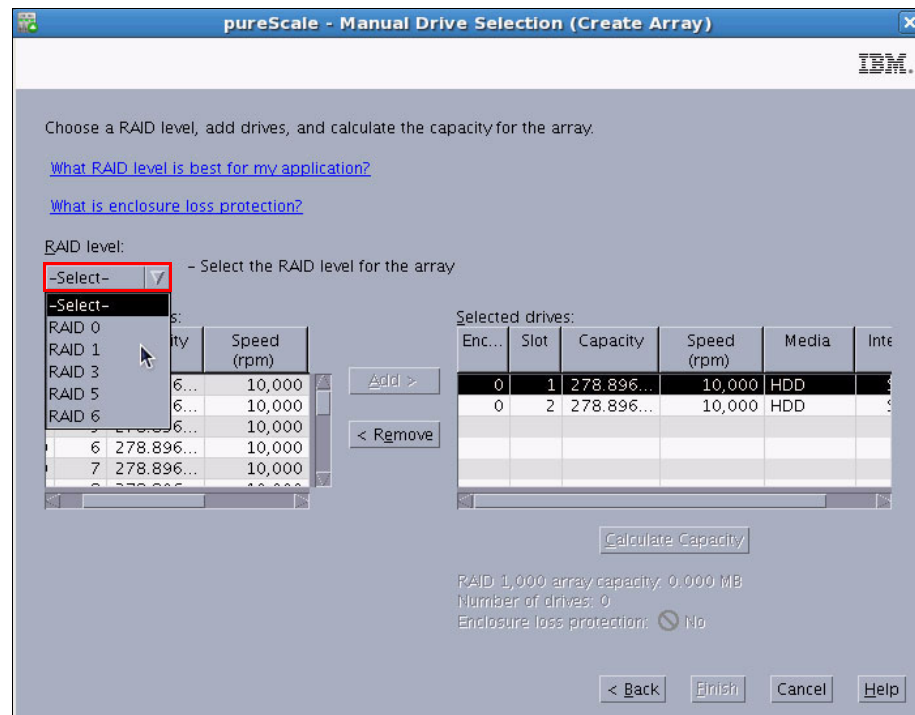 pureScale - Manual Drive Selection (Create Array)
IBM.
Choose a RAID level, add drives, and calculate the capacity for the array.
What RAID level is best for my application?
What is enclosure loss protection?
RAID level:
-Select- – Select the RAID level for the array
-Select-
RAID 0
RAID 1
RAID 3
RAID 5
RAID 6
s:
ity Speed (rpm)
6... 10,000
6... 10,000
6... 10,000
6 278.896... 10,000
7 278.896... 10,000
Add >
< Remove
Selected drives:
Enc... Slot Capacity Speed (rpm) Media Inte
0 1 278.896... 10,000 HDD
0 2 278.896... 10,000 HDD
Calculate Capacity
RAID 1,000 array capacity: 0.000 MB
Number of drives: 0
Enclosure loss protection: No
< Back Finish Cancel Help